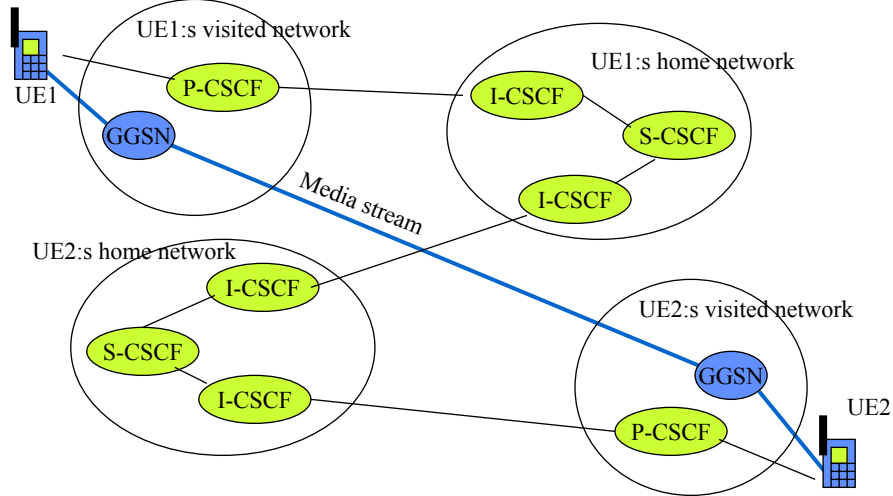 UE1:s visited network
UE1:s home network
P-CSCF
I-CSCF
UE1
GGSN
S-CSCF
I-CSCF
Media stream
UE2:s home network
I-CSCF
UE2:s visited network
S-CSCF
GGSN
I-CSCF
UE2
P-CSCF